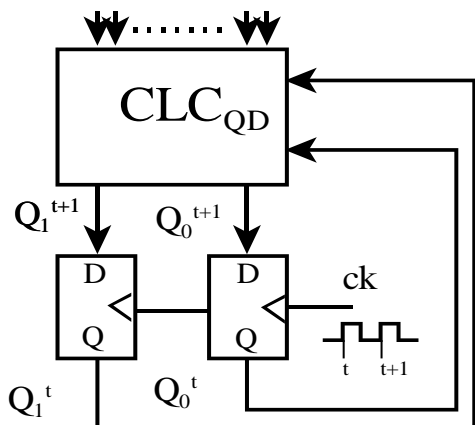 CLC_QD
Q_1^t+1 Q_0^t+1
D D
ck
Q Q
t t+1
Q_1^t Q_0^t